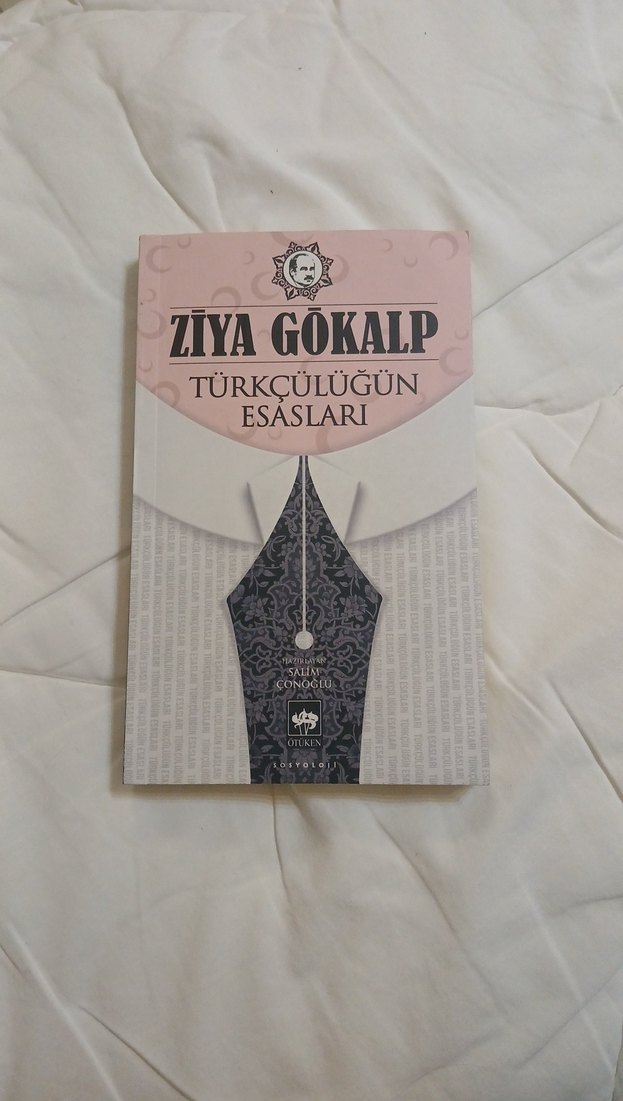 ZİYA GÖKALP
TÜRKÇÜLÜĞÜN
ESASLARI
HAZIRLAYAN
SALİM
ÇONOĞLU
ÖTÜKEN
SOSYOLOJİ